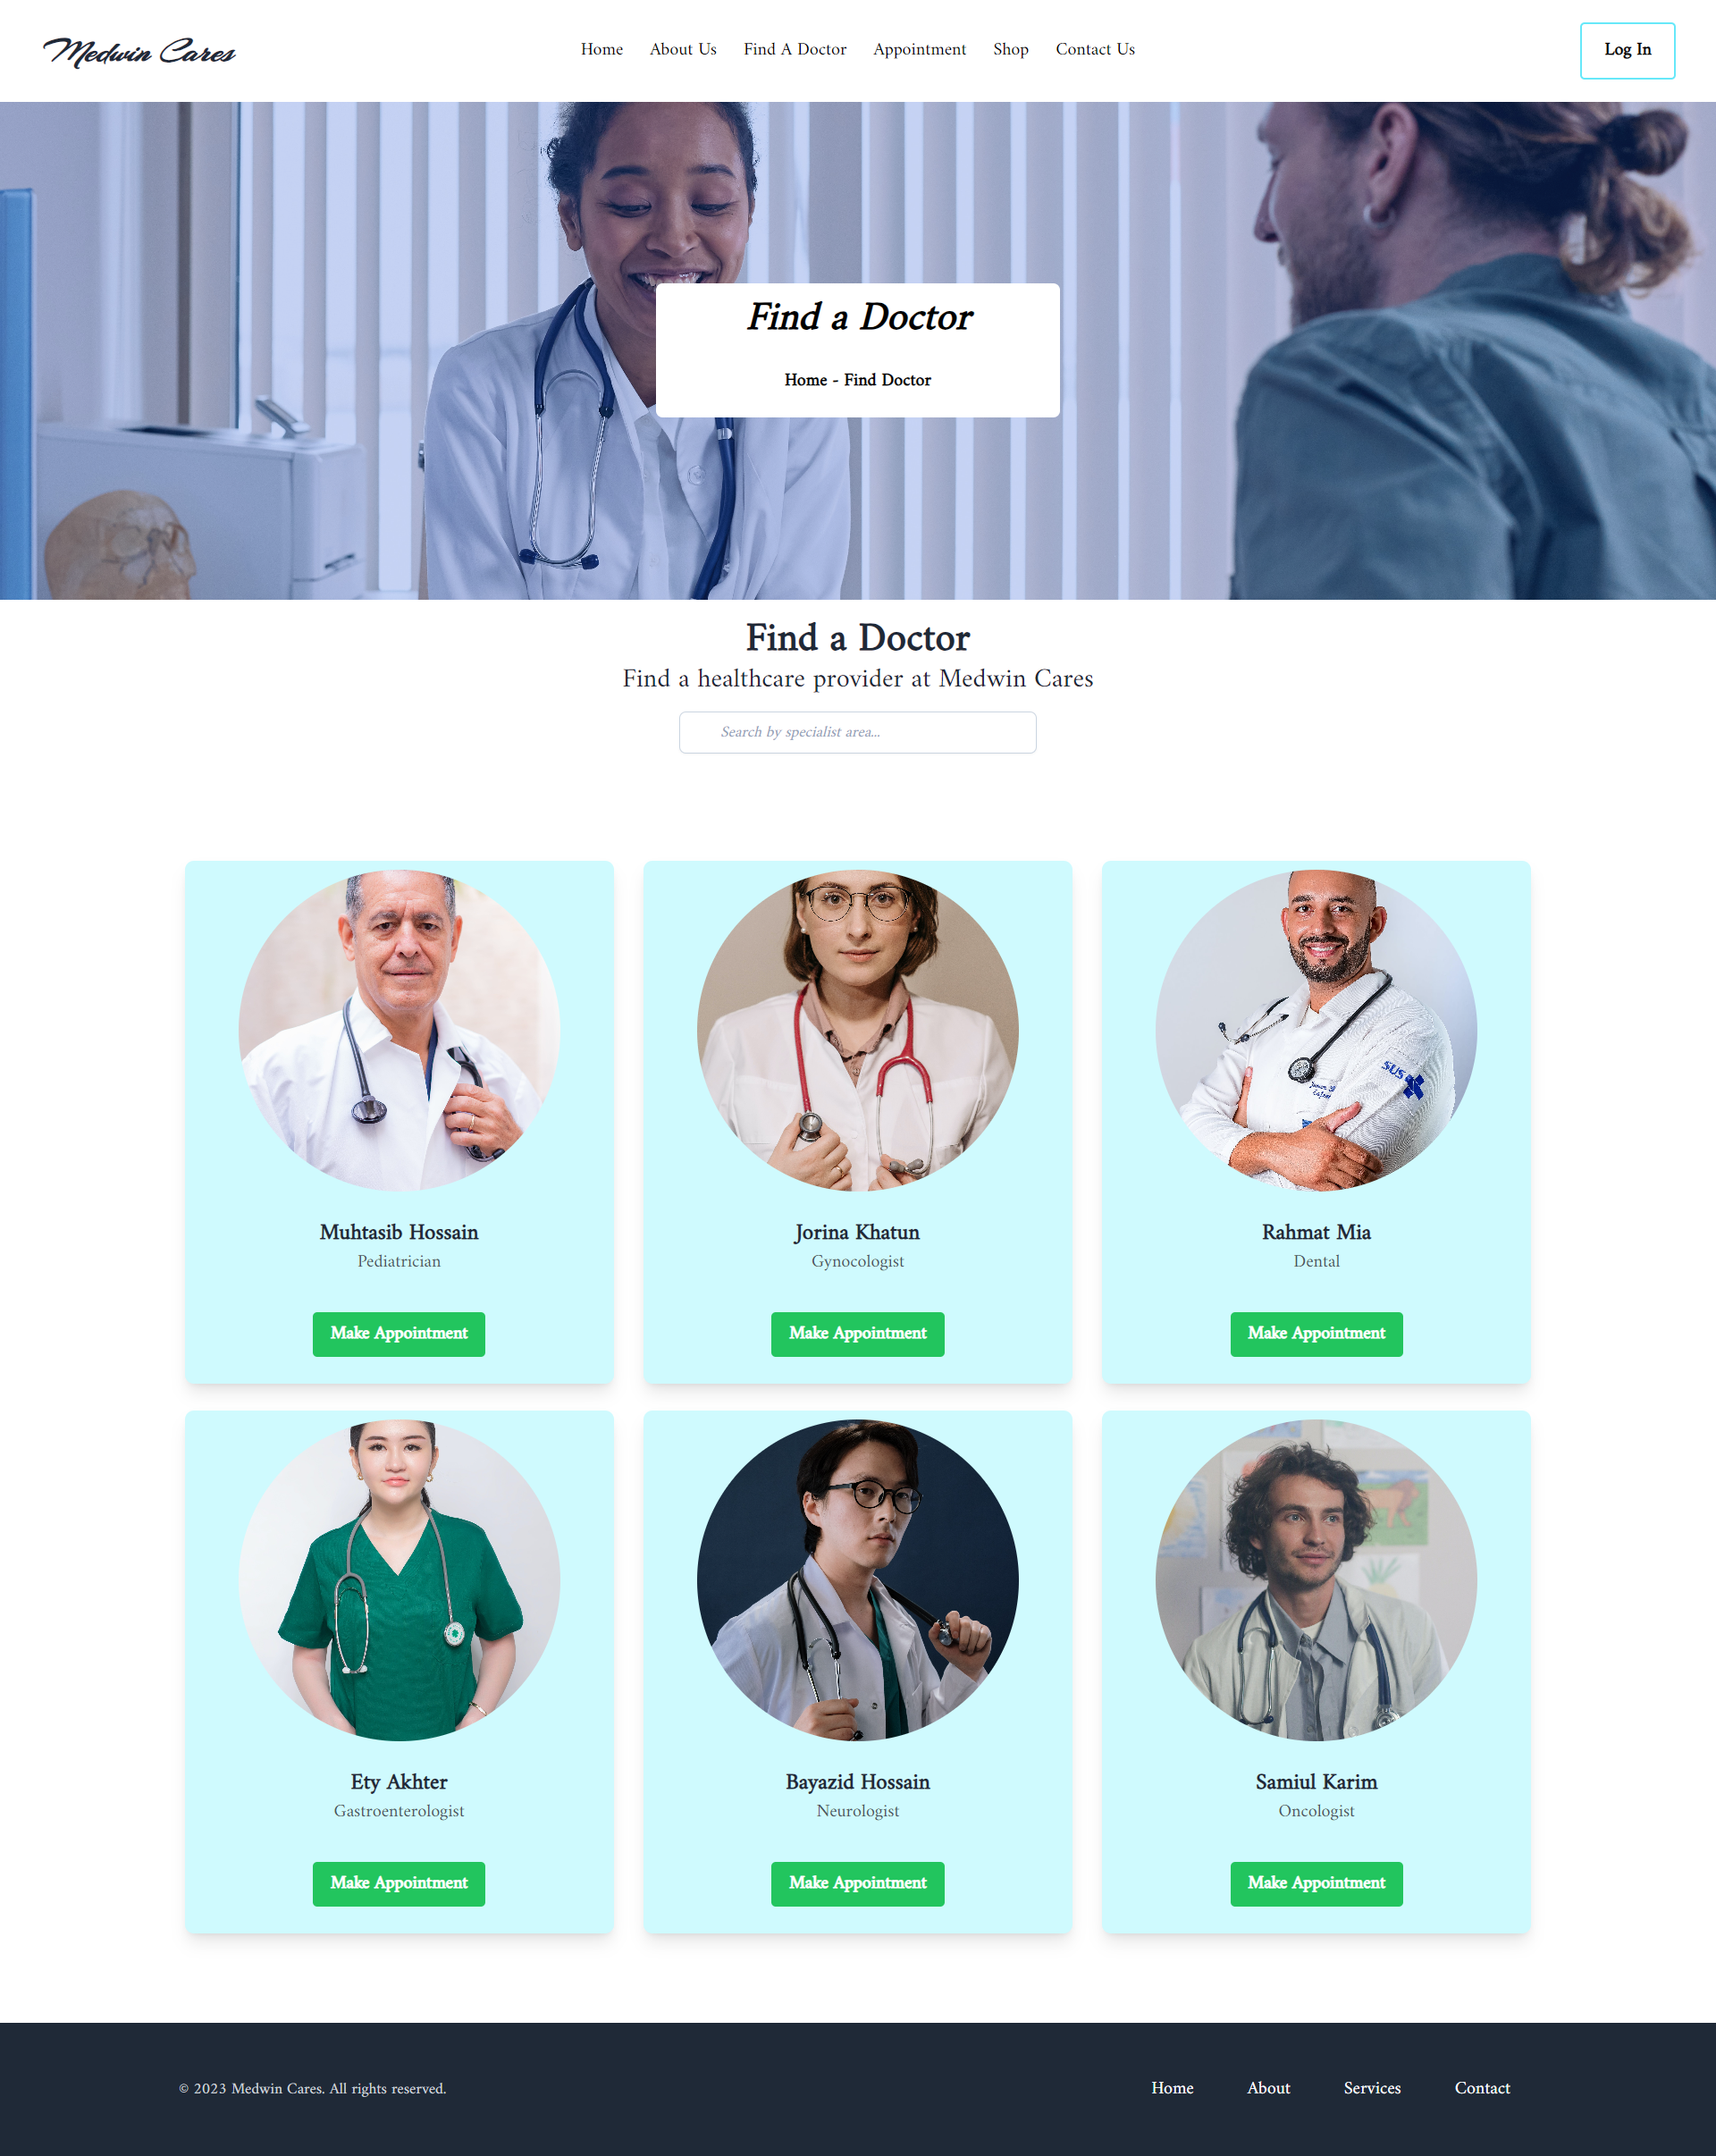 Medwin Cares
Home About Us Find A Doctor Appointment Shop Contact Us
Log In
Find a Doctor
Home - Find Doctor
Find a Doctor
Find a healthcare provider at Medwin Cares
Search by specialist area...
SUS
Muhtasib Hossain
Pediatrician
Make Appointment
Jorina Khatun
Gynocologist
Make Appointment
Rahmat Mia
Dental
Make Appointment
Ety Akhter
Gastroenterologist
Make Appointment
Bayazid Hossain
Neurologist
Make Appointment
Samiul Karim
Oncologist
Make Appointment
© 2023 Medwin Cares. All rights reserved.
Home About Services Contact